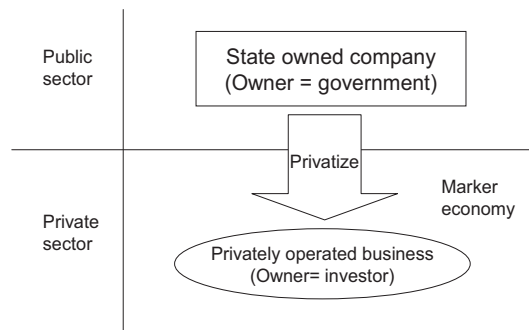 Public
sector
State owned company
(Owner = government)
Privatize
Marker
economy
Private
sector
Privately operated business
(Owner= investor)